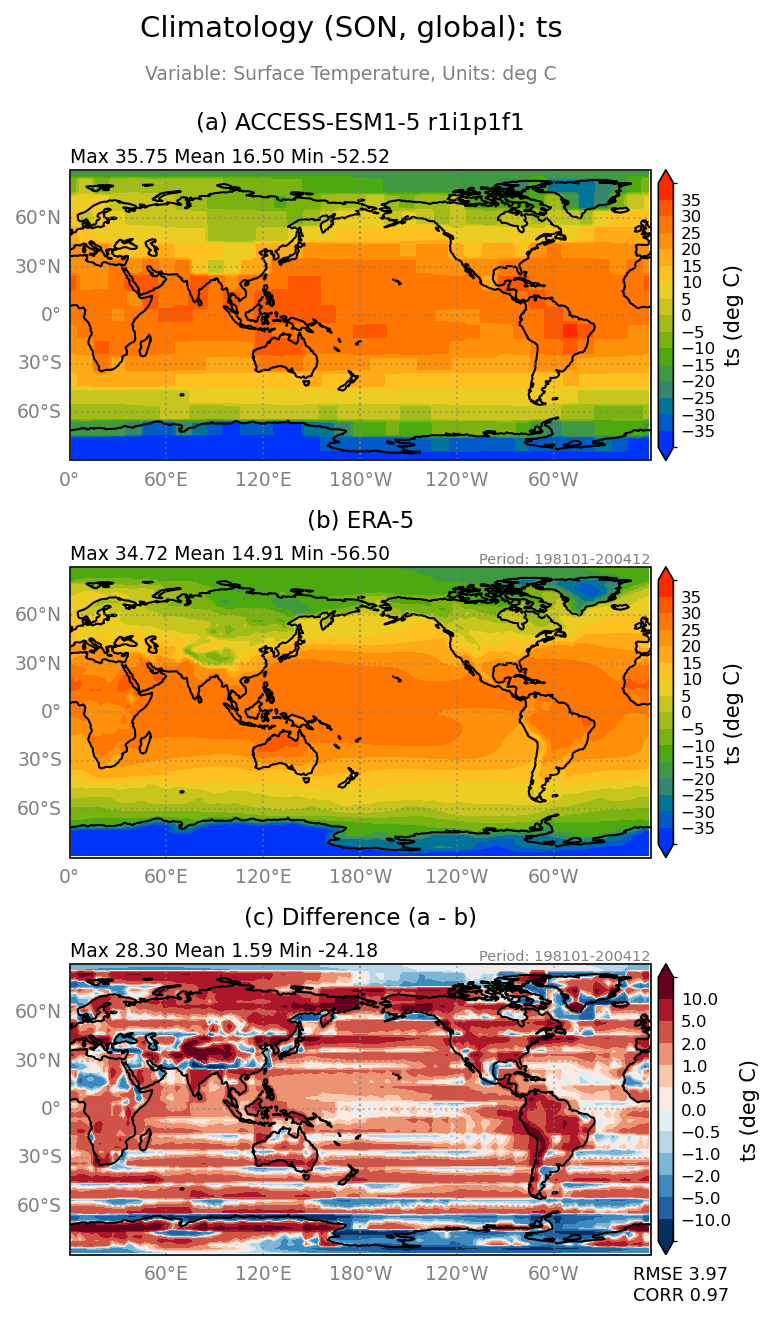 Climatology (SON, global): ts
Variable: Surface Temperature, Units: deg C
(a) ACCESS-ESM1-5 r1i1p1f1
Max 35.75 Mean 16.50 Min -52.52
60°N
30°N
0°
30°S
60°S
0° 60°E 120°E 180°W 120°W 60°W
35
30
25
20
15
10
5
0
−5
−10
−15
−20
−25
−30
−35
ts (deg C)
(b) ERA-5
Max 34.72 Mean 14.91 Min -56.50
Period: 198101-200412
60°N
30°N
0°
30°S
60°S
0° 60°E 120°E 180°W 120°W 60°W
35
30
25
20
15
10
5
0
−5
−10
−15
−20
−25
−30
−35
ts (deg C)
(c) Difference (a - b)
Max 28.30 Mean 1.59 Min -24.18
Period: 198101-200412
60°N
30°N
0°
30°S
60°S
60°E 120°E 180°W 120°W 60°W
10.0
5.0
2.0
1.0
0.5
0.0
−0.5
−1.0
−2.0
−5.0
−10.0
ts (deg C)
RMSE 3.97
CORR 0.97